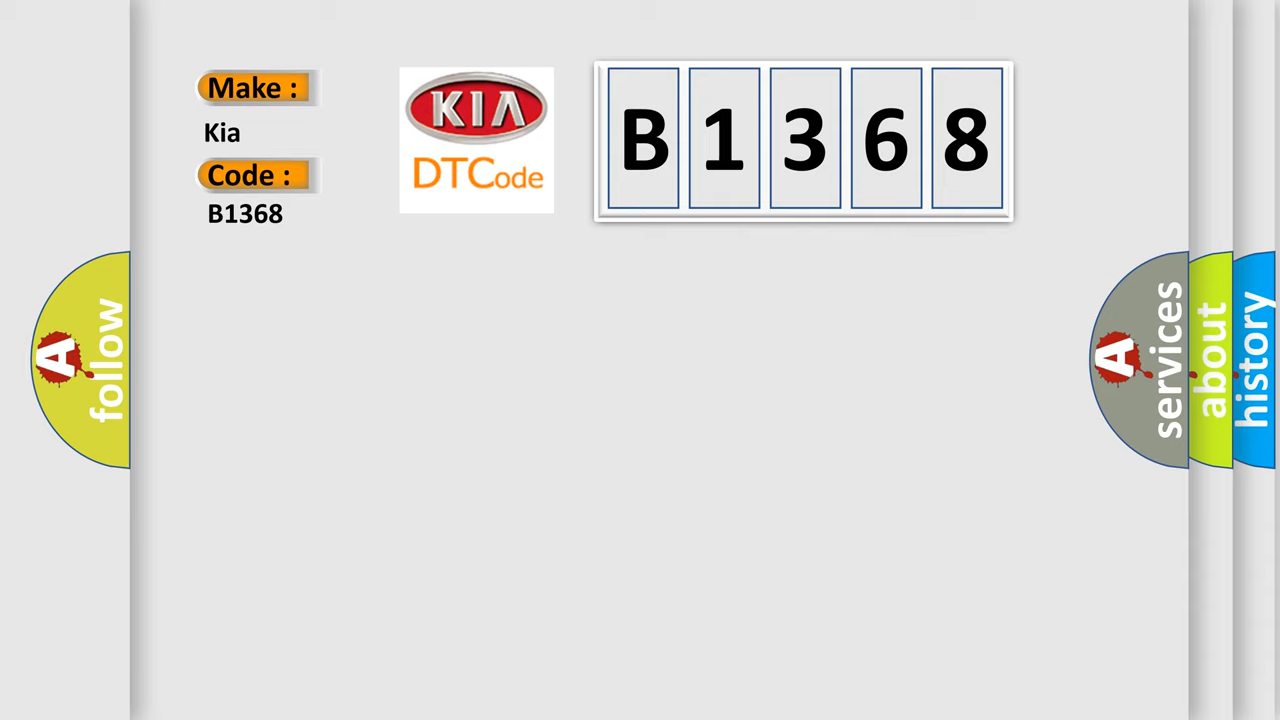 Make :
Kia
Code :
B1368
KIA
DTCode
B 1 3 6 8
A follow
A services
about
history